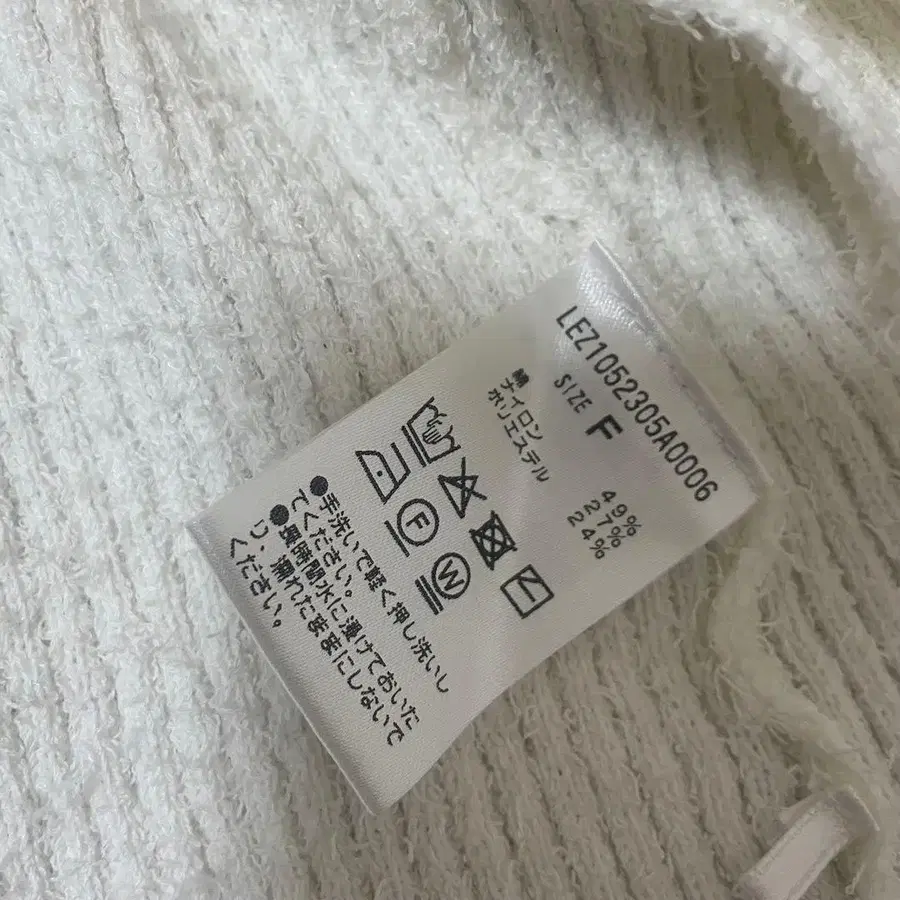 LEZ1052305A0006
SIZE F
綿 49%
ナイロン 27%
ポリエステル 24%
F
W
●手洗いで軽く押し洗いし
てください。
●長時間水に浸けておいた
り、濡れたままにしないで
ください。